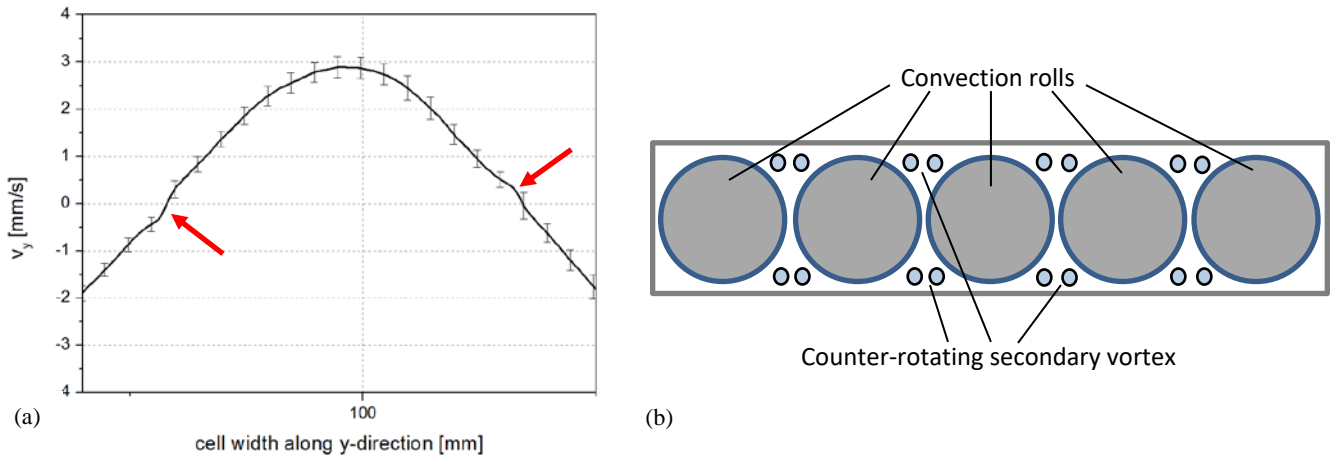 4
3
2
1
0
-1
-2
-3
4
v_y [mm/s]
100
cell width along y-direction [mm]
(a)
Convection rolls
Counter-rotating secondary vortex
(b)